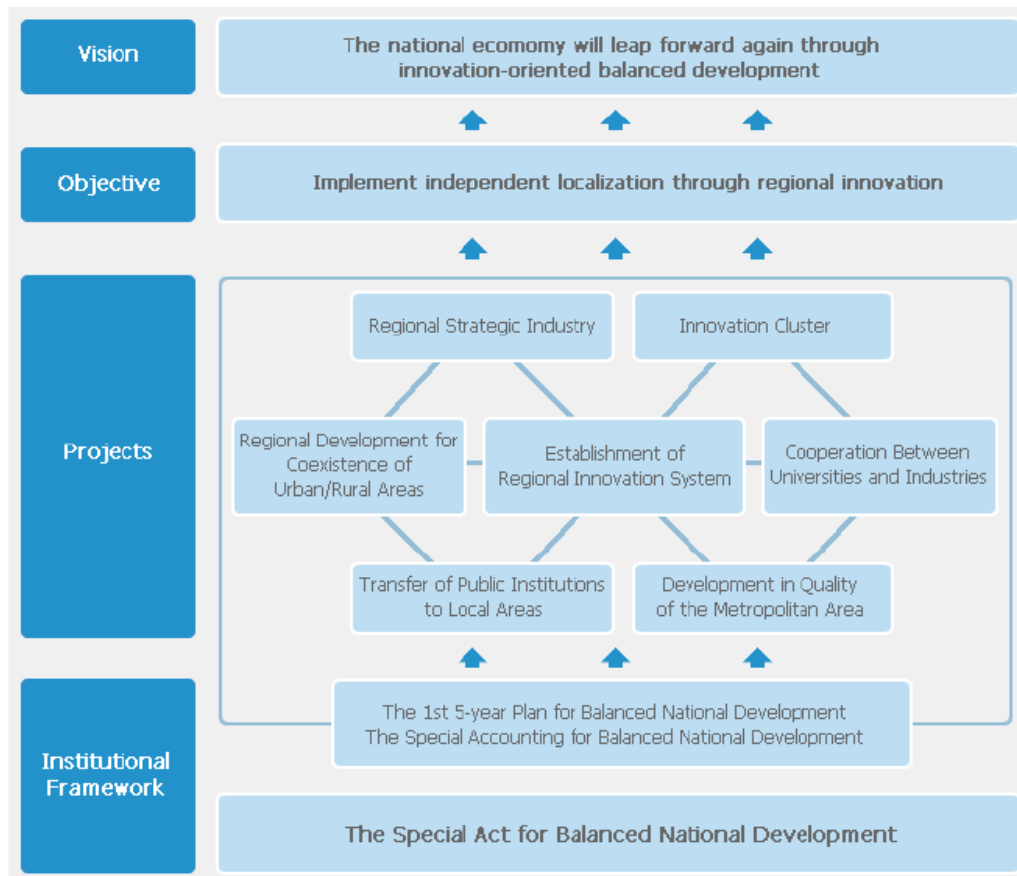 Vision
The national ecomomy will leap forward again through
innovation-oriented balanced development
Objective
Implement independent localization through regional innovation
Projects
Regional Strategic Industry
Innovation Cluster
Regional Development for
Coexistence of
Urban/Rural Areas
Establishment of
Regional Innovation System
Cooperation Between
Universities and Industries
Transfer of Public Institutions
to Local Areas
Development in Quality
of the Metropolitan Area
Institutional
Framework
The 1st 5-year Plan for Balanced National Development
The Special Accounting for Balanced National Development
The Special Act for Balanced National Development